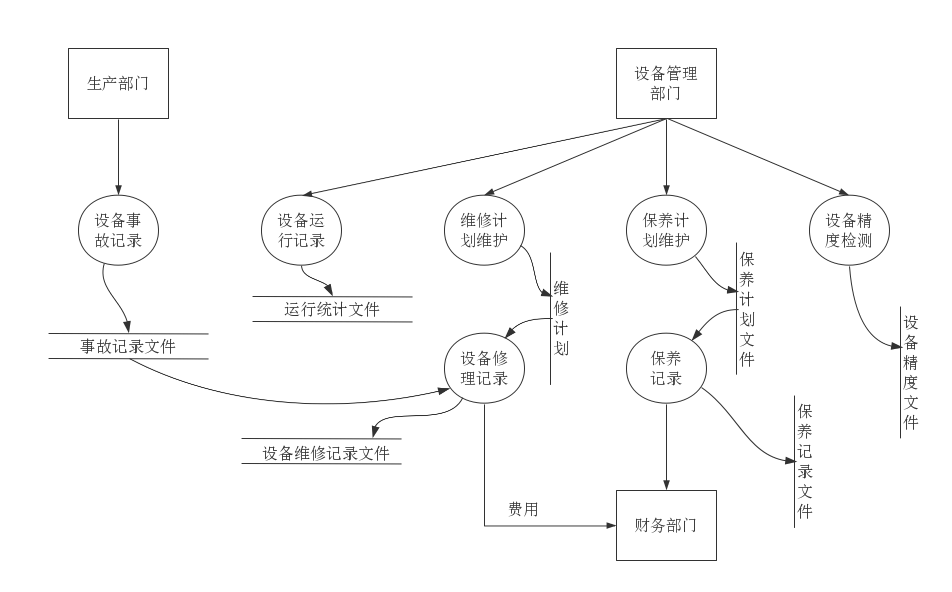 生产部门
设备管理
部门
设备事
故记录
设备运
行记录
维修计
划维护
保养计
划维护
设备精
度检测
运行统计文件
维修计划
保养计划文件
事故记录文件
设备修
理记录
保养
记录
设备精度文件
设备维修记录文件
保养记录文件
费用
财务部门